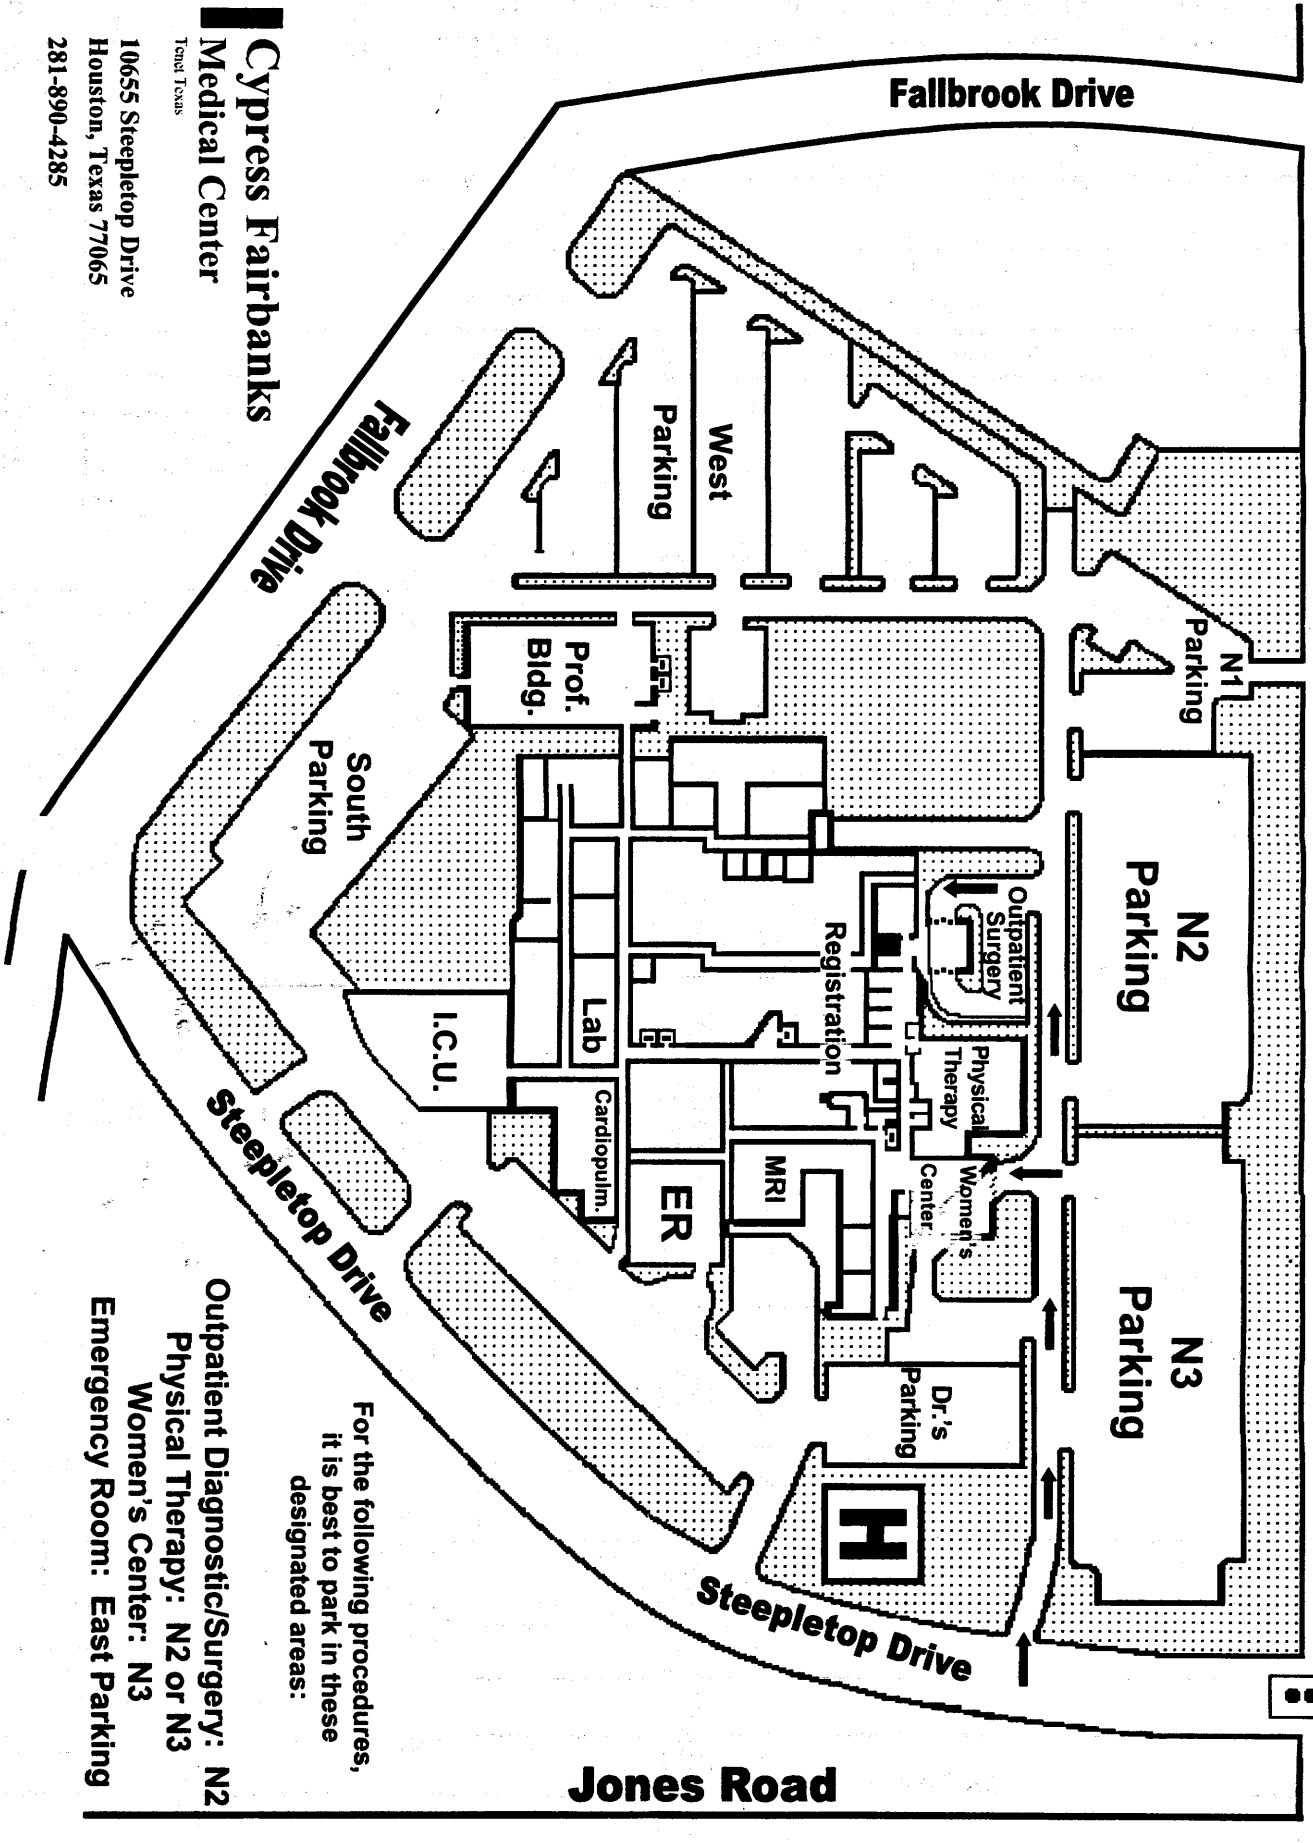 Cypress Fairbanks
Medical Center
Tenet Texas
10655 Steepletop Drive
Houston, Texas 77065
281-890-4285
Fallbrook Drive
Fallbrook Drive
West
Parking
N1
Parking
Prof.
Bldg.
South
Parking
N2
Parking
Outpatient
Surgery
Registration
Physical
Therapy
Lab
I.C.U.
Cardiopulm.
ER
MRI
Women's
Center
N3
Parking
Dr.'s
Parking
H
Steepletop Drive
Steepletop Drive
Jones Road
For the following procedures,
it is best to park in these
designated areas:
Outpatient Diagnostic/Surgery: N2
Physical Therapy: N2 or N3
Women's Center: N3
Emergency Room: East Parking